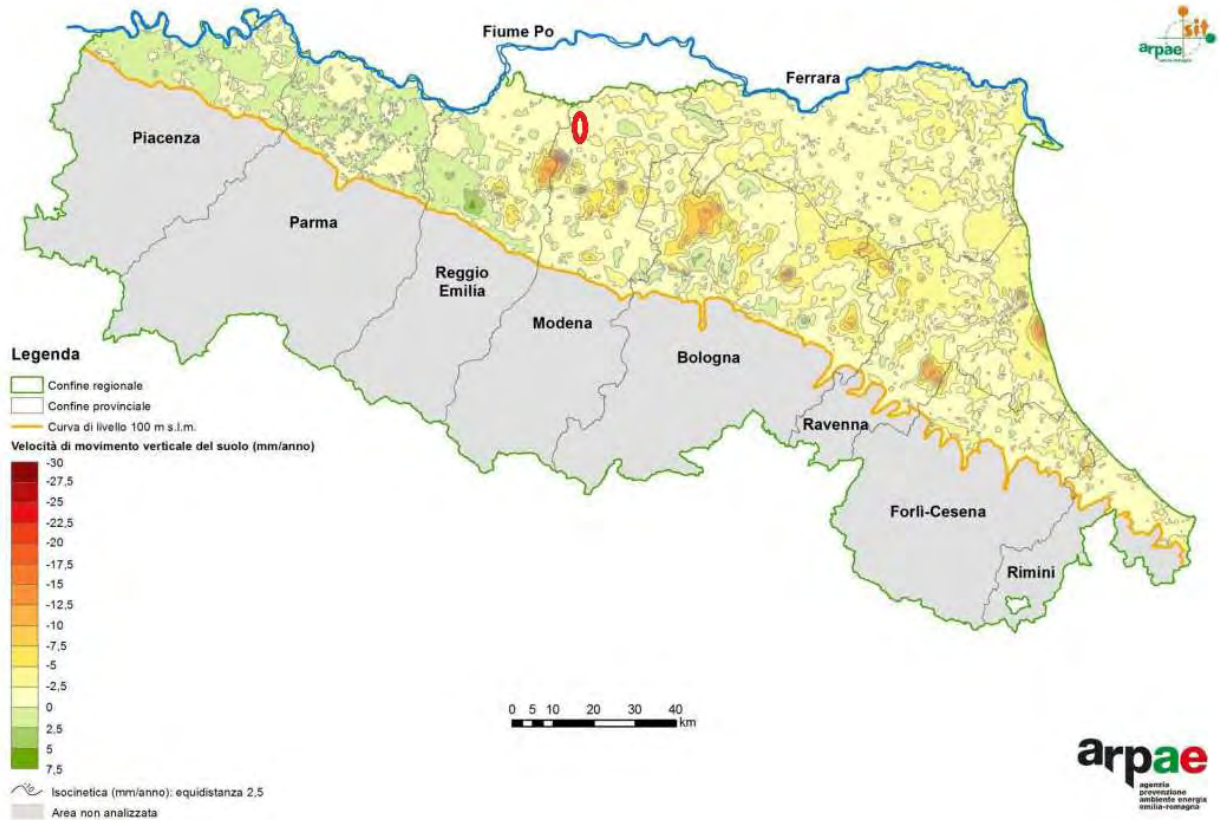 Fiume Po
Ferrara
sit
arpae
emilia-romagna
Piacenza
Parma
Reggio
Emilia
Modena
Bologna
Ravenna
Forlì-Cesena
Rimini
Legenda
Confine regionale
Confine provinciale
Curva di livello 100 m s.l.m.
Velocità di movimento verticale del suolo (mm/anno)
-30
-27,5
-25
-22,5
-20
-17,5
-15
-12,5
-10
-7,5
-5
-2,5
0
2,5
5
7,5
Isocinetica (mm/anno): equidistanza 2,5
Area non analizzata
0 5 10 20 30 40
km
arpae
agenzia
prevenzione
ambiente energia
emilia-romagna